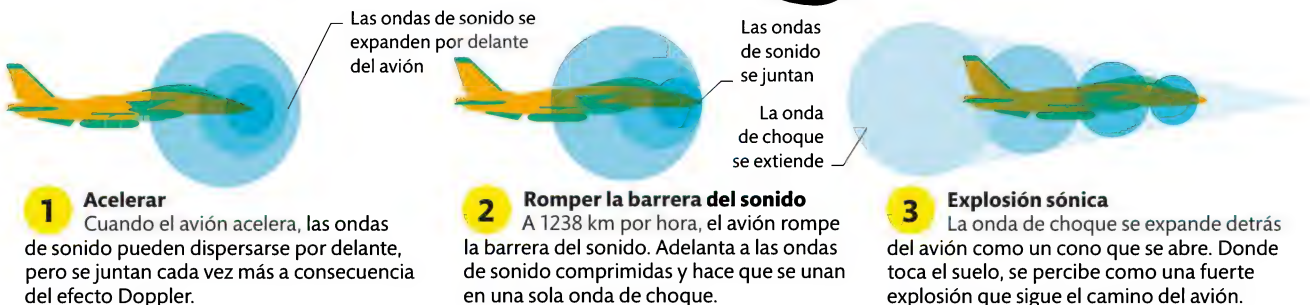 Las ondas de sonido se
expanden por delante
del avión
Las ondas
de sonido
se juntan
La onda
de choque
se extiende
1 Acelerar
Cuando el avión acelera, las ondas
de sonido pueden dispersarse por delante,
pero se juntan cada vez más a consecuencia
del efecto Doppler.
2 Romper la barrera del sonido
A 1238 km por hora, el avión rompe
la barrera del sonido. Adelanta a las ondas
de sonido comprimidas y hace que se unan
en una sola onda de choque.
3 Explosión sónica
La onda de choque se expande detrás
del avión como un cono que se abre. Donde
toca el suelo, se percibe como una fuerte
explosión que sigue el camino del avión.